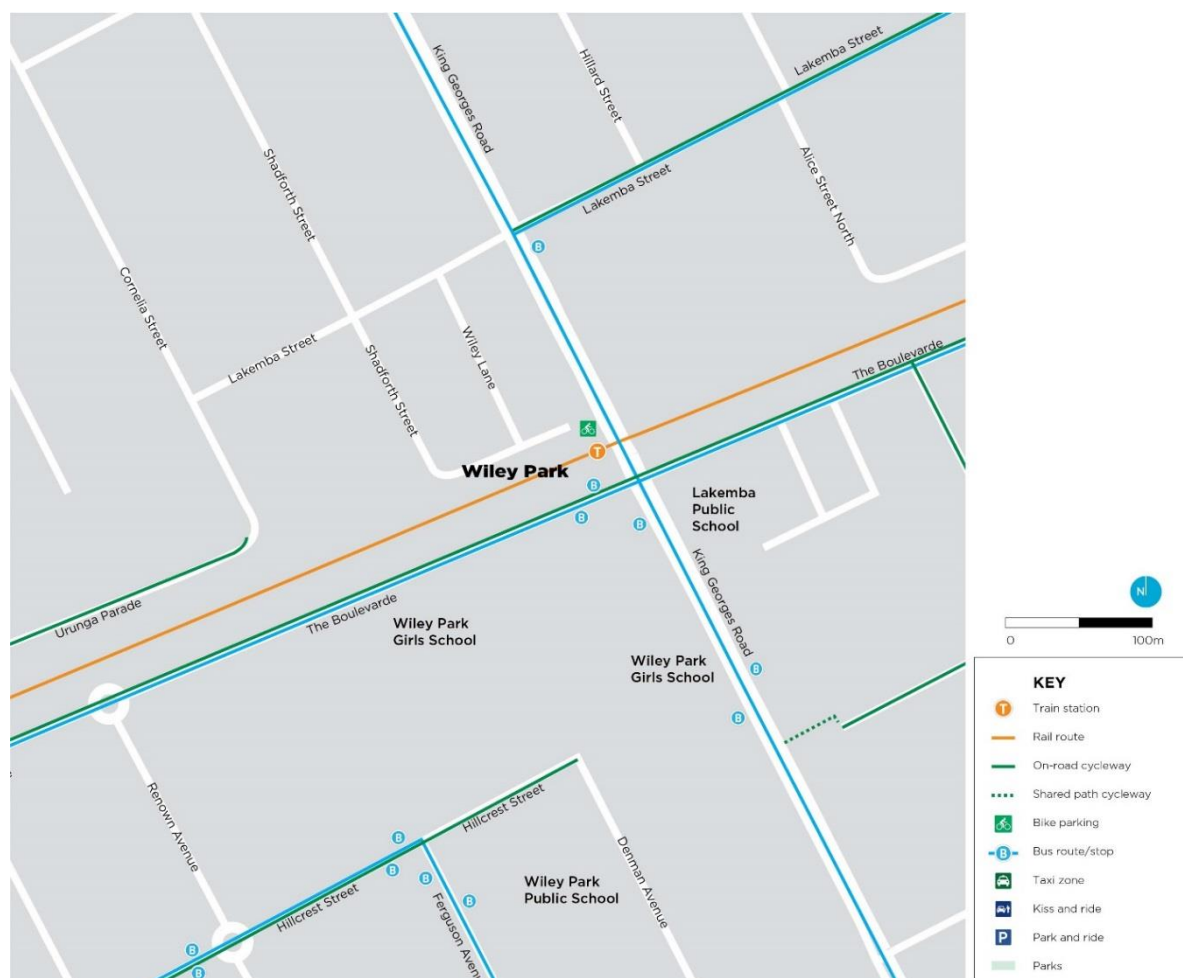 King Georges Road
Hillard Street
Lakemba Street
Shadforth Street
Lakemba Street
Alice Street North
Cornelia Street
Lakemba Street
Shadforth Street
Wiley Lane
The Boulevarde
T
Wiley Park
B
B
B
B
Lakemba
Public
School
King Georges Road
Urunga Parade
The Boulevarde
Wiley Park
Girls School
Wiley Park
Girls School
B
B
Renown Avenue
Hillcrest Street
Denman Avenue
B
B
B
B
Wiley Park
Public School
Hillcrest Street
Ferguson Aven
B
B
N
0 100m
KEY
T Train station
Rail route
On-road cycleway
Shared path cycleway
Bike parking
B Bus route/stop
Taxi zone
Kiss and ride
P Park and ride
Parks